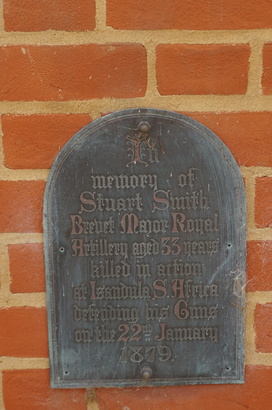 In
memory of
Stuart Smith
Brevet Major Royal
Artillery aged 33 years
killed in action
at Isandula, S. Africa
defending his Guns
on the 22nd January
1879.